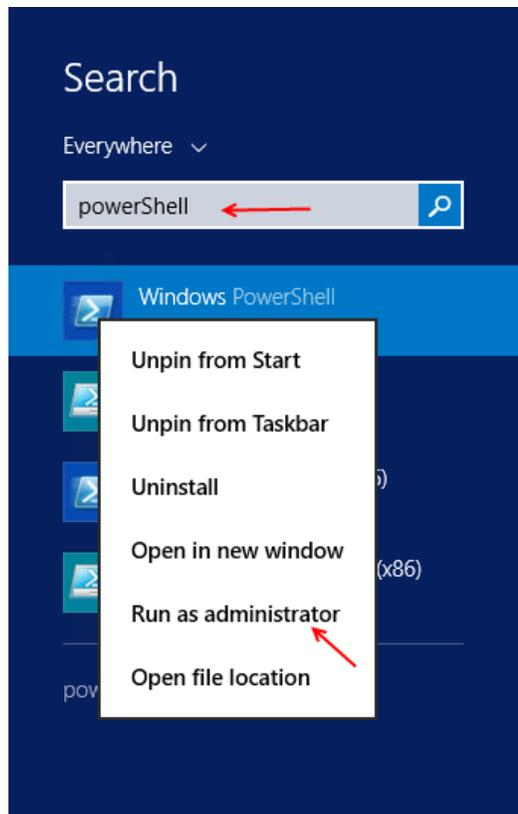 Search
Everywhere
powerShell
Windows PowerShell
Unpin from Start
Unpin from Taskbar
Uninstall
Open in new window
(x86)
Run as administrator
Open file location